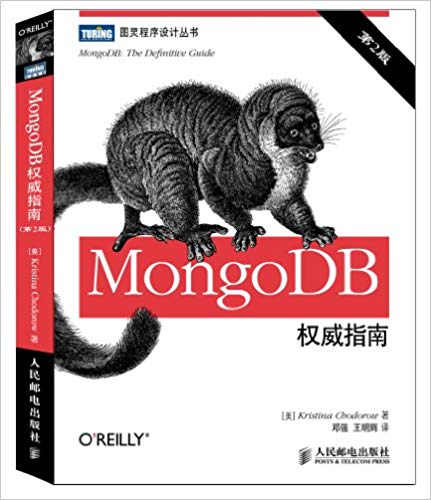 O'REILLY®
TURING
图灵程序设计丛书
MongoDB: The Definitive Guide
第2版
MongoDB
权威指南
[美] Kristina Chodorow 著
邓强 王明辉 译
O'REILLY®
人民邮电出版社
POSTS & TELECOM PRESS
MongoDB权威指南
(第2版)
[美] Kristina Chodorow 著
人民邮电出版社